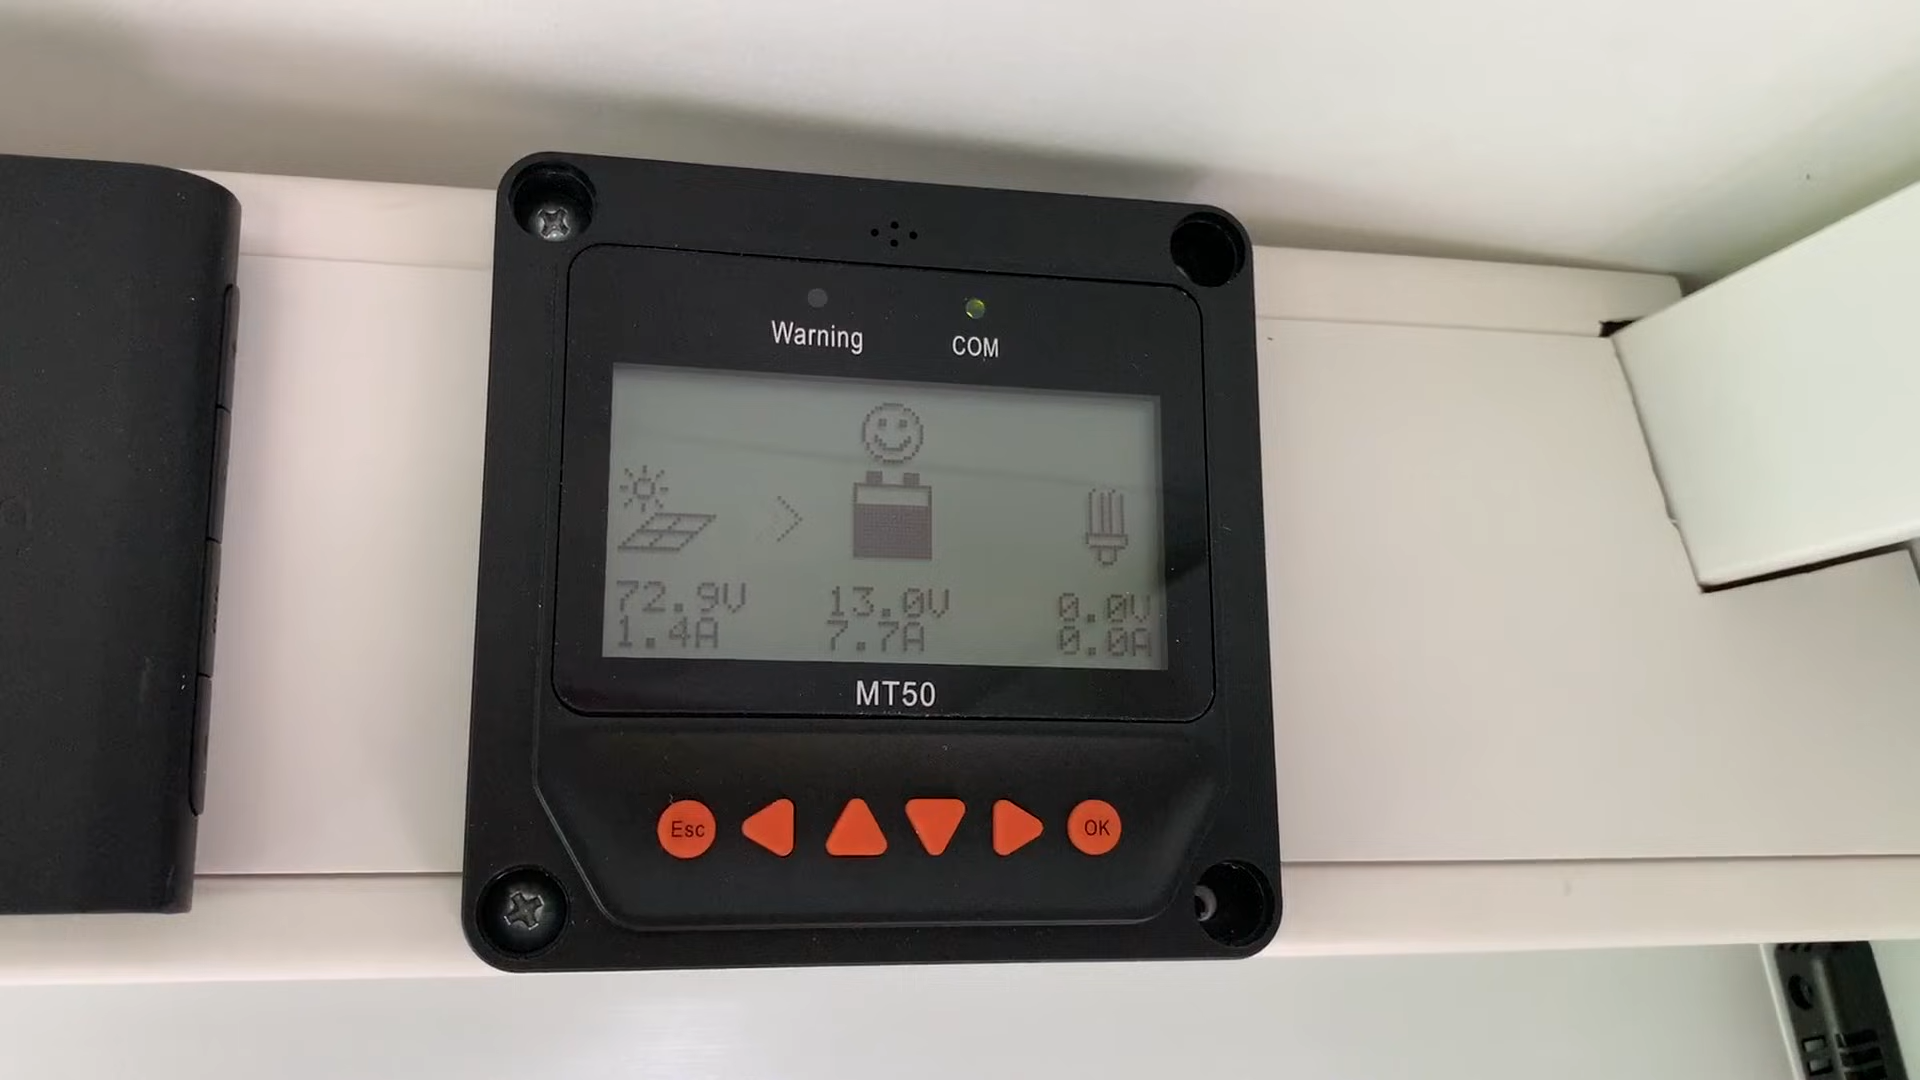 Warning
COM
72.9V
13.0V
0.0V
1.4A
7.7A
0.0A
MT50
Esc
OK